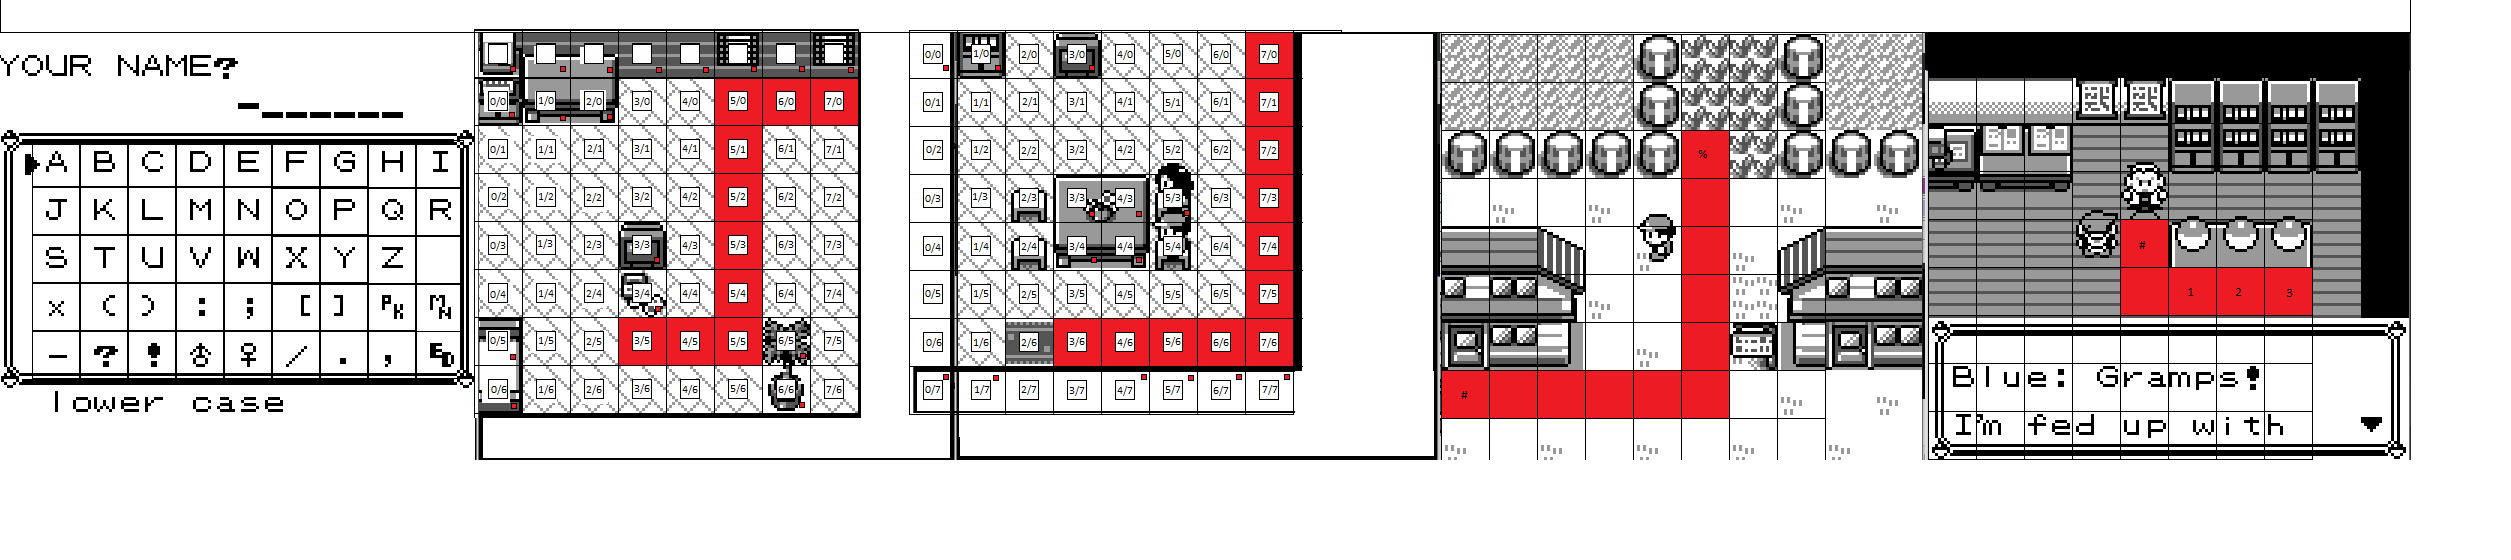 YOUR NAME?
A B C D E F G H I
J K L M N O P Q R
S T U V W X Y Z
× ( ) : ; [ ] PK MN
- ? ! ♂ ♀ / . , ED
lower case
0/0 1/0 2/0 3/0 4/0 5/0 6/0 7/0
0/1 1/1 2/1 3/1 4/1 5/1 6/1 7/1
0/2 1/2 2/2 3/2 4/2 5/2 6/2 7/2
0/3 1/3 2/3 3/3 4/3 5/3 6/3 7/3
0/4 1/4 2/4 3/4 4/4 5/4 6/4 7/4
0/5 1/5 2/5 3/5 4/5 5/5 6/5 7/5
0/6 1/6 2/6 3/6 4/6 5/6 6/6 7/6
0/0 1/0 2/0 3/0 4/0 5/0 6/0 7/0
0/1 1/1 2/1 3/1 4/1 5/1 6/1 7/1
0/2 1/2 2/2 3/2 4/2 5/2 6/2 7/2
0/3 1/3 2/3 3/3 4/3 5/3 6/3 7/3
0/4 1/4 2/4 3/4 4/4 5/4 6/4 7/4
0/5 1/5 2/5 3/5 4/5 5/5 6/5 7/5
0/6 1/6 2/6 3/6 4/6 5/6 6/6 7/6
0/7 1/7 2/7 3/7 4/7 5/7 6/7 7/7
%
#
#
1 2 3
Blue: Gramps!
I'm fed up with